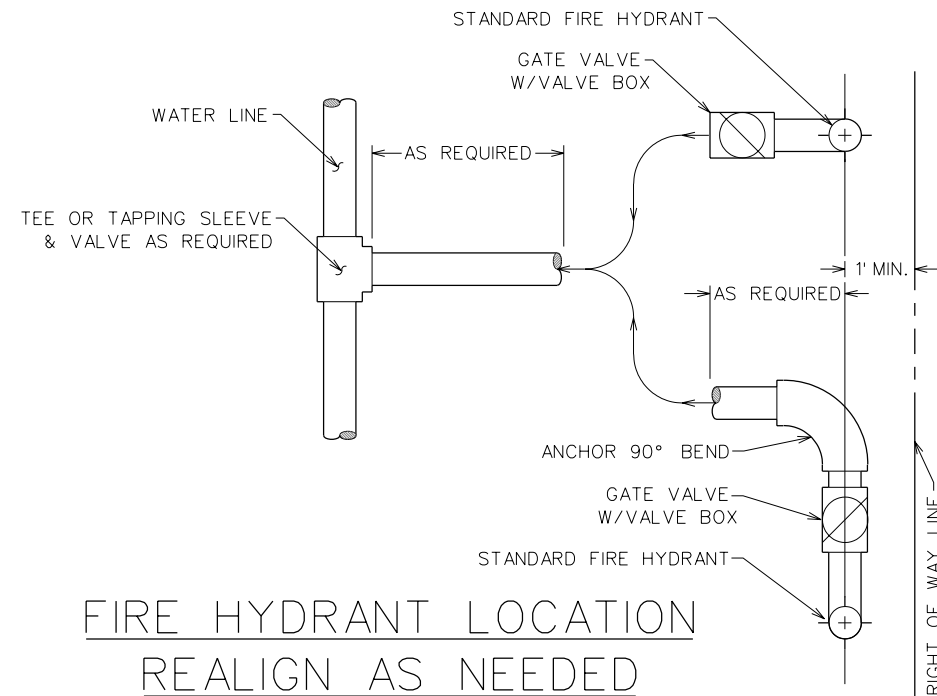 STANDARD FIRE HYDRANT
GATE VALVE
W/VALVE BOX
WATER LINE
AS REQUIRED
TEE OR TAPPING SLEEVE
& VALVE AS REQUIRED
1' MIN.
AS REQUIRED
ANCHOR 90° BEND
GATE VALVE
W/VALVE BOX
STANDARD FIRE HYDRANT
RIGHT OF WAY LINE
FIRE HYDRANT LOCATION
REALIGN AS NEEDED